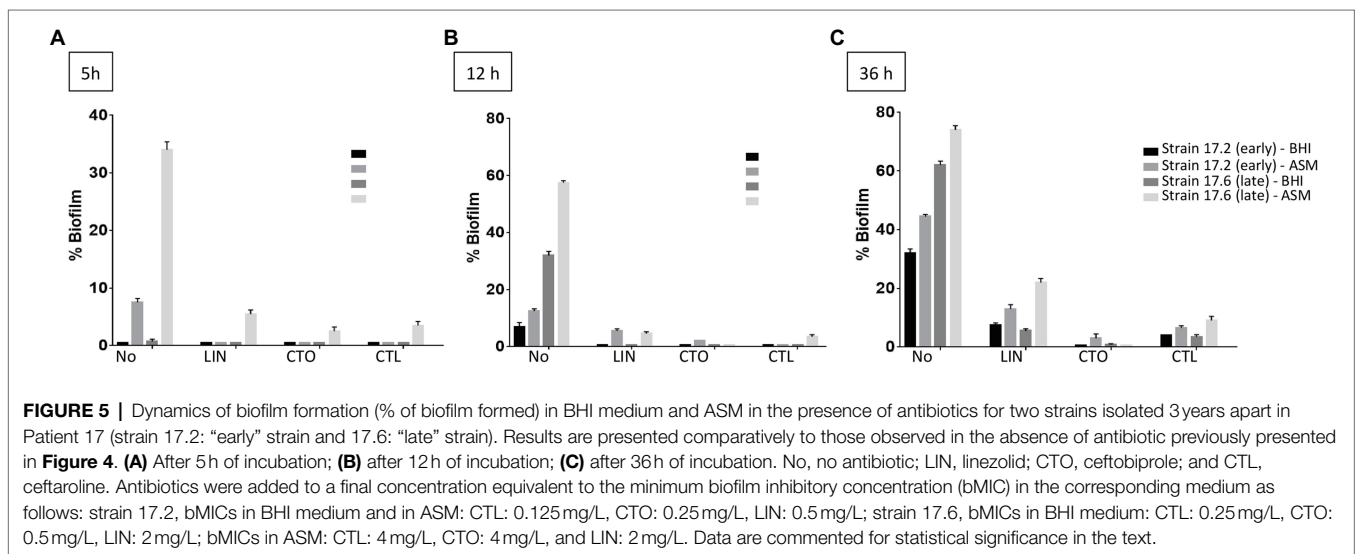 A
5h
% Biofilm
40
30
20
10
0
No LIN CTO CTL
B
12 h
% Biofilm
80
60
40
20
0
No LIN CTO CTL
C
36 h
% Biofilm
80
60
40
20
0
No LIN CTO CTL
Strain 17.2 (early) - BHI
Strain 17.2 (early) - ASM
Strain 17.6 (late) - BHI
Strain 17.6 (late) - ASM
FIGURE 5 | Dynamics of biofilm formation (% of biofilm formed) in BHI medium and ASM in the presence of antibiotics for two strains isolated 3 years apart in
Patient 17 (strain 17.2: “early” strain and 17.6: “late” strain). Results are presented comparatively to those observed in the absence of antibiotic previously presented
in Figure 4. (A) After 5 h of incubation; (B) after 12 h of incubation; (C) after 36 h of incubation. No, no antibiotic; LIN, linezolid; CTO, ceftobiprole; and CTL,
ceftaroline. Antibiotics were added to a final concentration equivalent to the minimum biofilm inhibitory concentration (bMIC) in the corresponding medium as
follows: strain 17.2, bMICs in BHI medium and in ASM: CTL: 0.125 mg/L, CTO: 0.25 mg/L, LIN: 0.5 mg/L; strain 17.6, bMICs in BHI medium: CTL: 0.25 mg/L, CTO:
0.5 mg/L, LIN: 2 mg/L; bMICs in ASM: CTL: 4 mg/L, CTO: 4 mg/L, and LIN: 2 mg/L. Data are commented for statistical significance in the text.